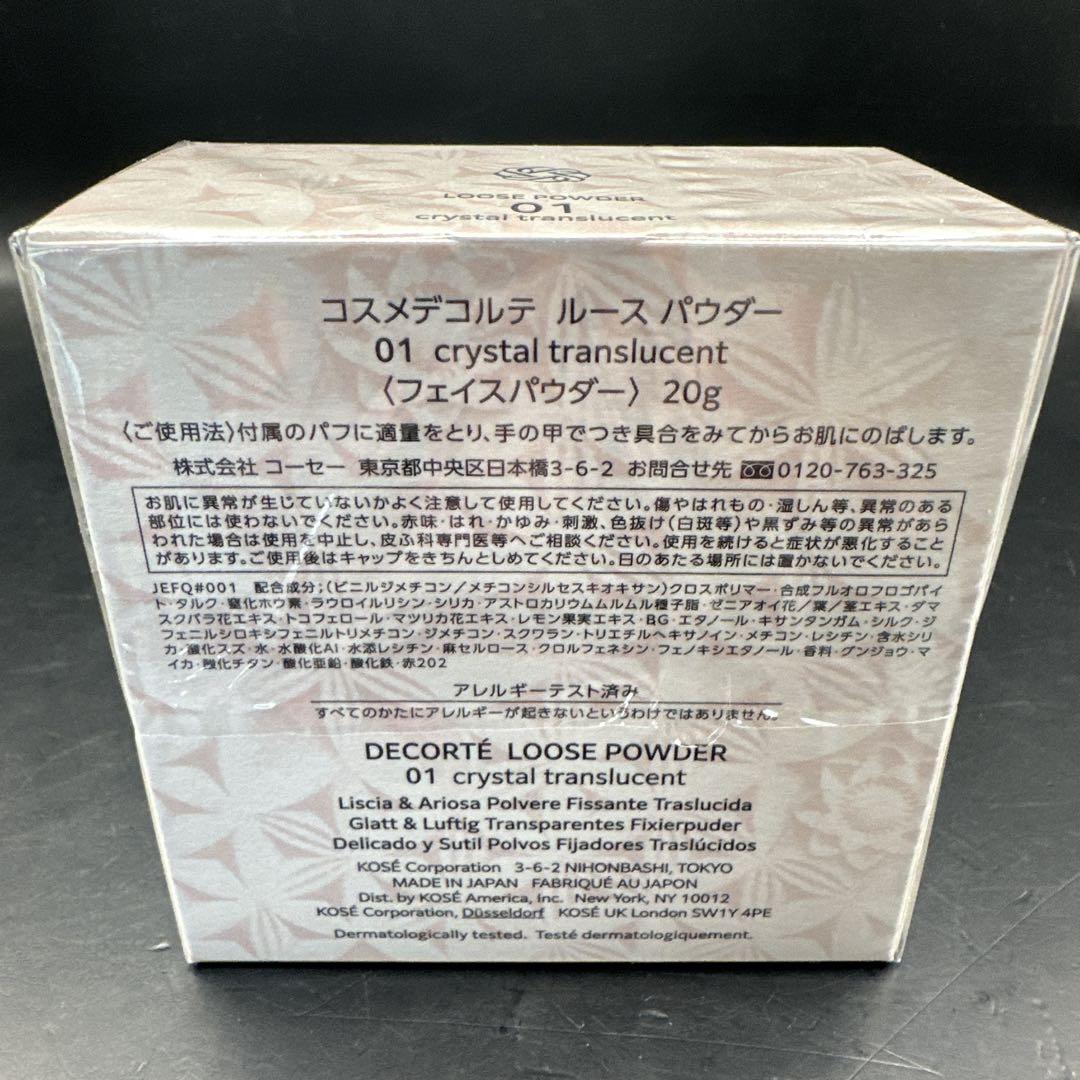 LOOSE POWDER
01
crystal translucent
コスメデコルテ ルース パウダー
01 crystal translucent
〈フェイスパウダー〉 20g
〈ご使用法〉付属のパフに適量をとり、手の甲でつき具合をみてからお肌にのばします。
株式会社 コーセー 東京都中央区日本橋3-6-2 お問合せ先 0120-763-325
お肌に異常が生じていないかよく注意して使用してください。傷やはれもの・湿しん等、異常のある
部位には使わないでください。赤味・はれ・かゆみ・刺激、色抜け(白斑等)や黒ずみ等の異常があら
われた場合は使用を中止し、皮ふ科専門医等へご相談ください。使用を続けると症状が悪化すること
があります。ご使用後はキャップをきちんとしめてください。日のあたる場所には置かないでください。
JEFQ#001 配合成分;(ビニルジメチコン/メチコンシルセスキオキサン)クロスポリマー・合成フルオロフロゴパイ
ト・タルク・窒化ホウ素・ラウロイルリシン・シリカ・アストロカリウムムルムル種子脂・ゼニアオイ花/葉/茎エキス・ダマ
スクバラ花エキス・トコフェロール・マツリカ花エキス・レモン果実エキス・BG・エタノール・キサンタンガム・シルク・ジ
フェニルシロキシフェニルトリメチコン・ジメチコン・スクワラン・トリエチルヘキサノイン・メチコン・レシチン・含水シリ
カ・酸化スズ・水・水酸化Al・水添レシチン・麻セルロース・クロルフェネシン・フェノキシエタノール・香料・グンジョウ・マ
イカ・酸化チタン・酸化亜鉛・酸化鉄・赤202
アレルギーテスト済み
すべてのかたにアレルギーが起きないというわけではありません。
DECORTÉ LOOSE POWDER
01 crystal translucent
Liscia & Ariosa Polvere Fissante Traslucida
Glatt & Luftig Transparentes Fixierpuder
Delicado y Sutil Polvos Fijadores Traslúcidos
KOSÉ Corporation 3-6-2 NIHONBASHI, TOKYO
MADE IN JAPAN FABRIQUÉ AU JAPON
Dist. by KOSÉ America, Inc. New York, NY 10012
KOSÉ Corporation, Düsseldorf KOSÉ UK London SW1Y 4PE
Dermatologically tested. Testé dermatologiquement.